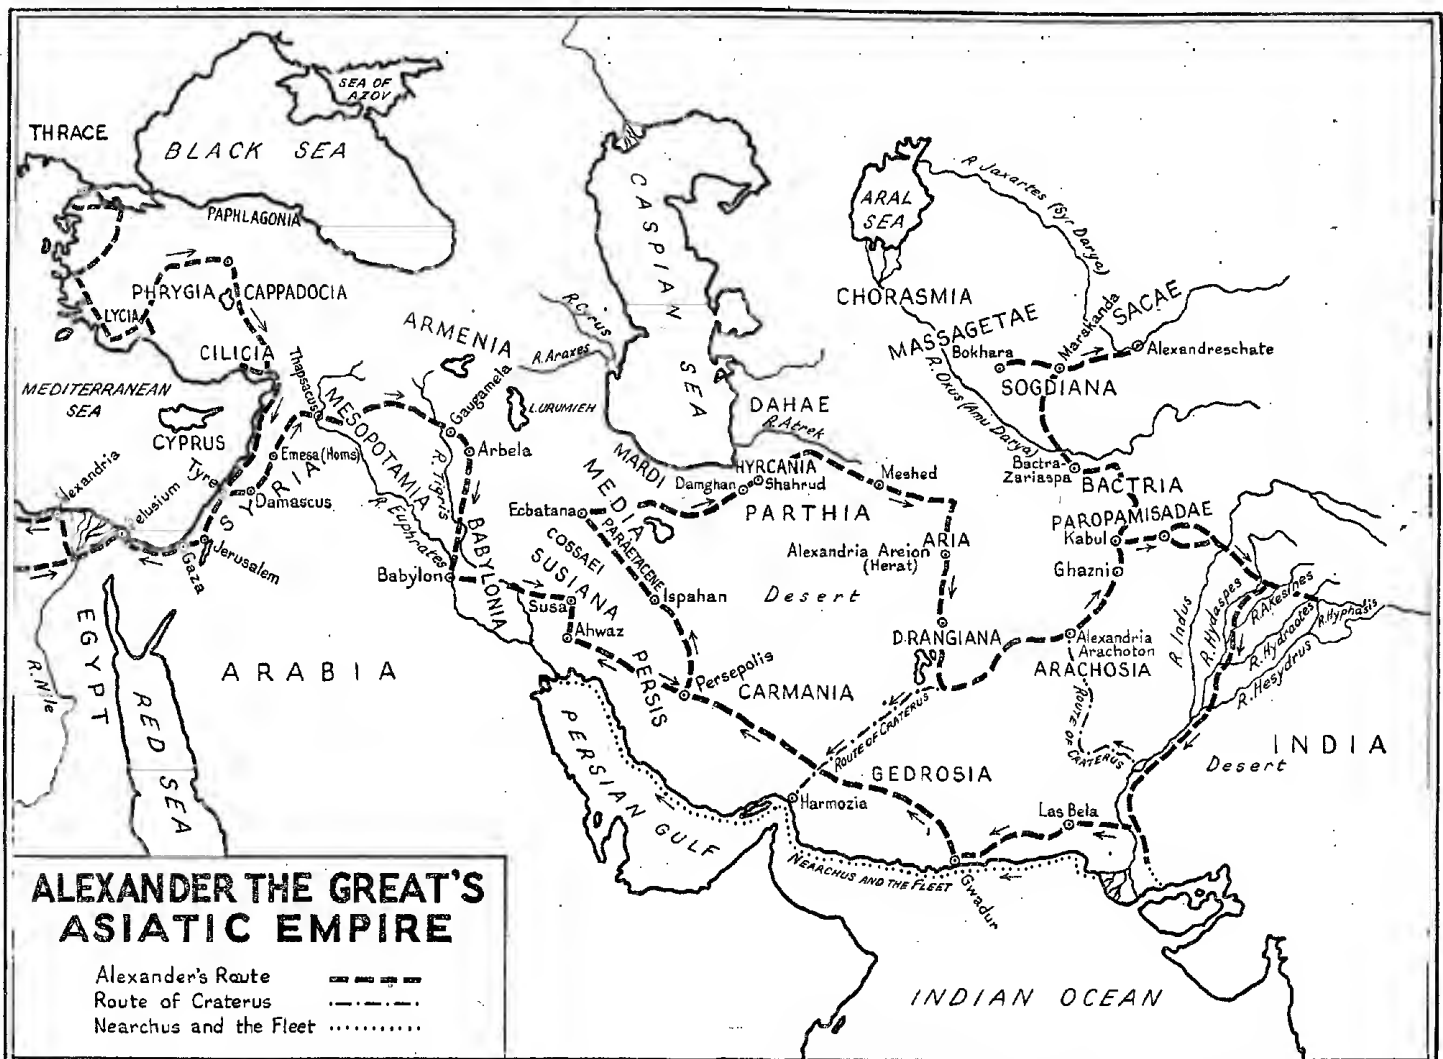 SEA OF
AZOV
THRACE
BLACK SEA
PAPHLAGONIA
CASPIAN SEA
ARAL
SEA
R. Jaxartes (Syr Darya)
PHRYGIA
CAPPADOCIA
LYCIA
CILICIA
ARMENIA
R. Cyrus
R. Araxes
CHORASMIA
MASSAGETAE
SACAE
Bokhara
Marakanda
Alexandreschate
SOGDIANA
R. Oxus (Amu Darya)
MEDITERRANEAN
SEA
CYPRUS
Thapsacus
MESOPOTAMIA
Gaugamela
L. URUMIEH
DAHAE
R. Atrek
Arbela
Emesa (Homs)
Tyre
SYRIA
Damascus
R. Tigris
R. Euphrates
MARDI
MEDIA
HYRCANIA
Damghan
Shahrud
Meshed
Bactra-
Zariaspa
BACTRIA
lexandria
elusium
Ecbatana
PARTHIA
PAROPAMISADAE
Kabul
Jerusalem
Gaza
COSSAEI
PARAETACENE
ARIA
Alexandria Areion
(Herat)
Ghazni
Babylon
BABYLONIA
SUSIANA
Susa
Ispahan
Desert
R. Indus
R. Hydaspes
R. Akesines
R. Hydraotes
R. Hyphasis
R. Hesydrus
EGYPT
R. Nile
Ahwaz
DRANGIANA
Alexandria
Arachoton
ARACHOSIA
ARABIA
PERSIS
Persepolis
CARMANIA
RED SEA
PERSIAN GULF
ROUTE OF CRATERUS
ROUTE OF CRATERUS
GEDROSIA
INDIA
Desert
Harmozia
Las Bela
NEARCHUS AND THE FLEET
Gwadur
INDIAN OCEAN
ALEXANDER THE GREAT'S
ASIATIC EMPIRE
Alexander's Route
Route of Craterus
Nearchus and the Fleet